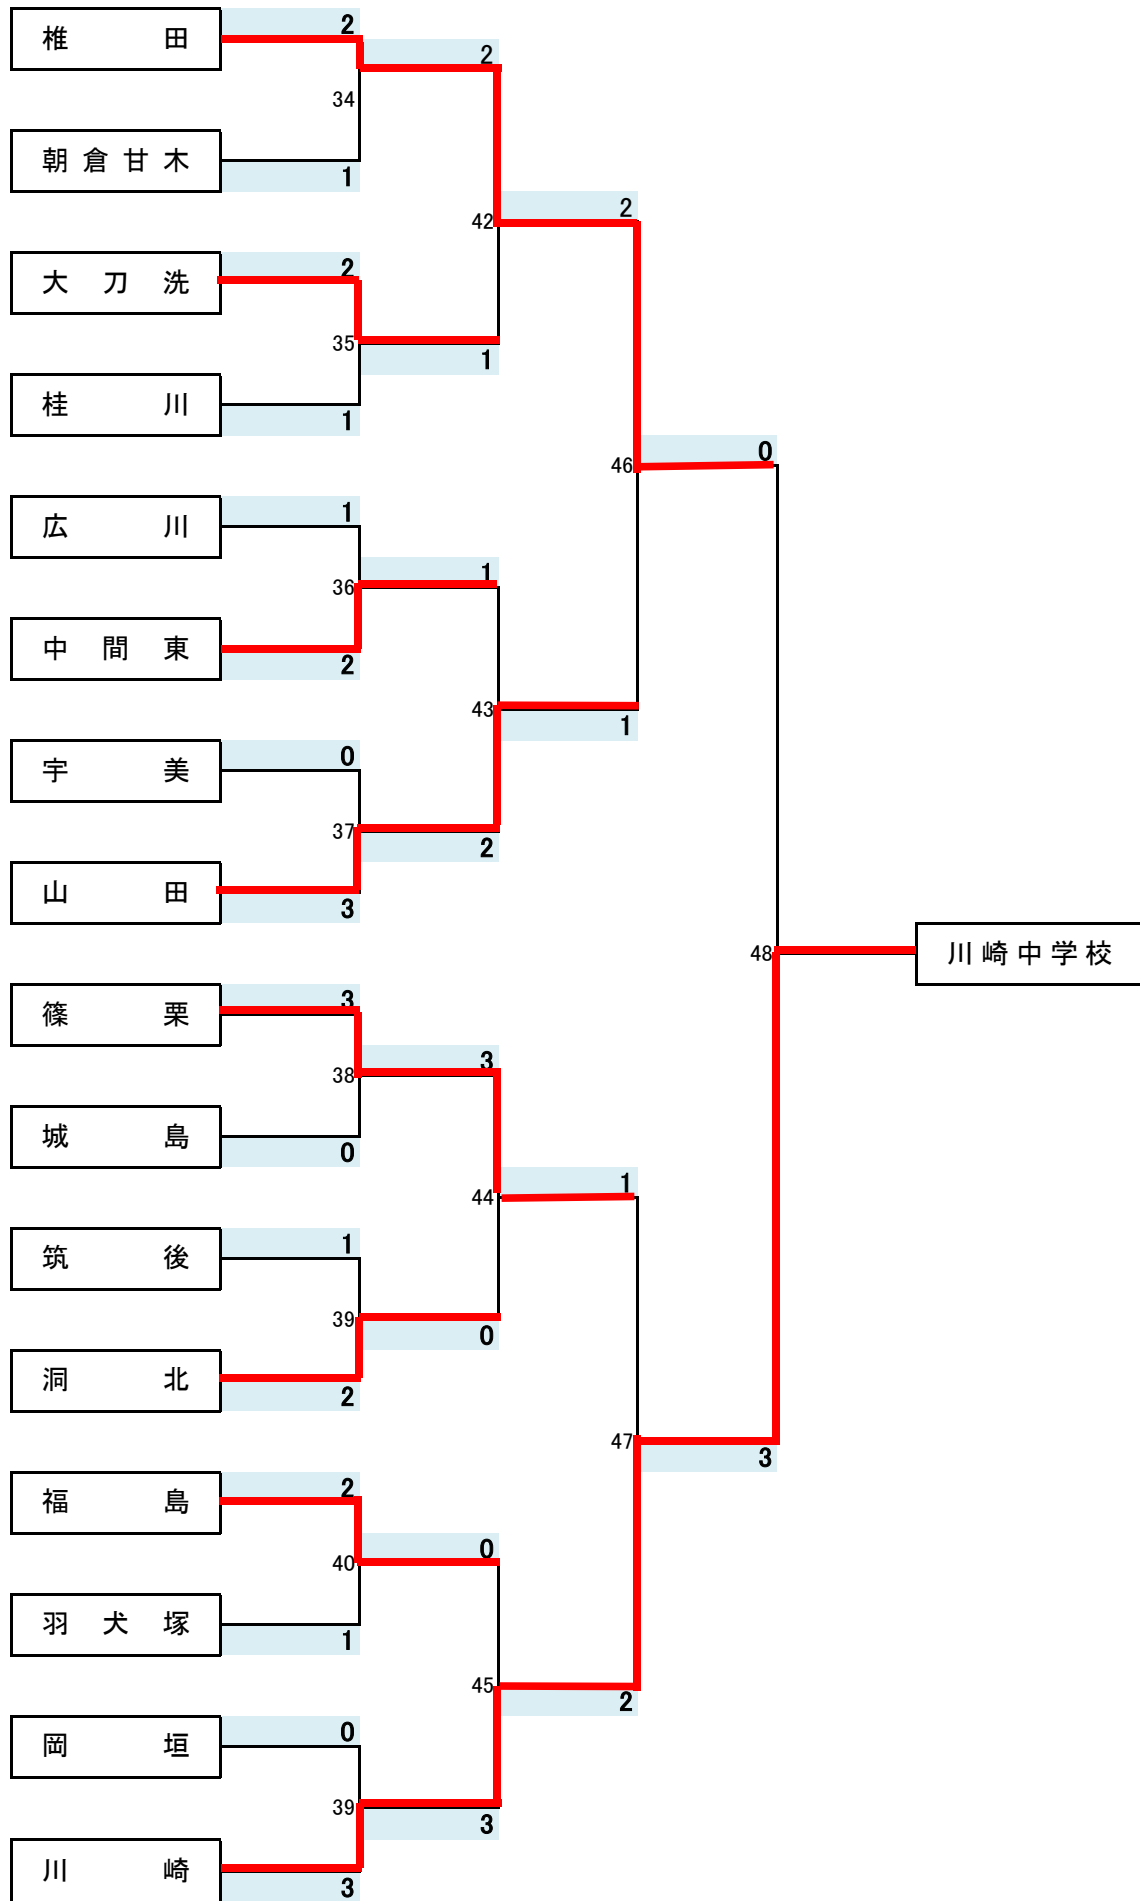 2
椎田
2
34
朝倉甘木
1
42
2
2
大刀洗
35
1
桂川
1
46
0
1
広川
1
36
中間東
2
43
1
0
宇美
37
2
山田
3
48
川崎中学校
3
篠栗
3
38
城島
0
1
44
1
筑後
39
0
洞北
2
47
3
2
福島
0
40
羽犬塚
1
45
2
0
岡垣
39
3
川崎
3